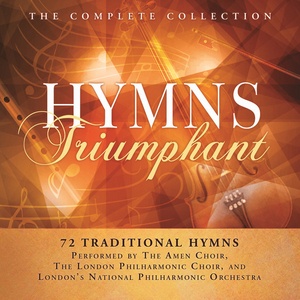 THE COMPLETE COLLECTION
HYMNS
Triumphant
72 TRADITIONAL HYMNS
PERFORMED BY THE AMEN CHOIR,
THE LONDON PHILHARMONIC CHOIR, AND
LONDON'S NATIONAL PHILHARMONIC ORCHESTRA